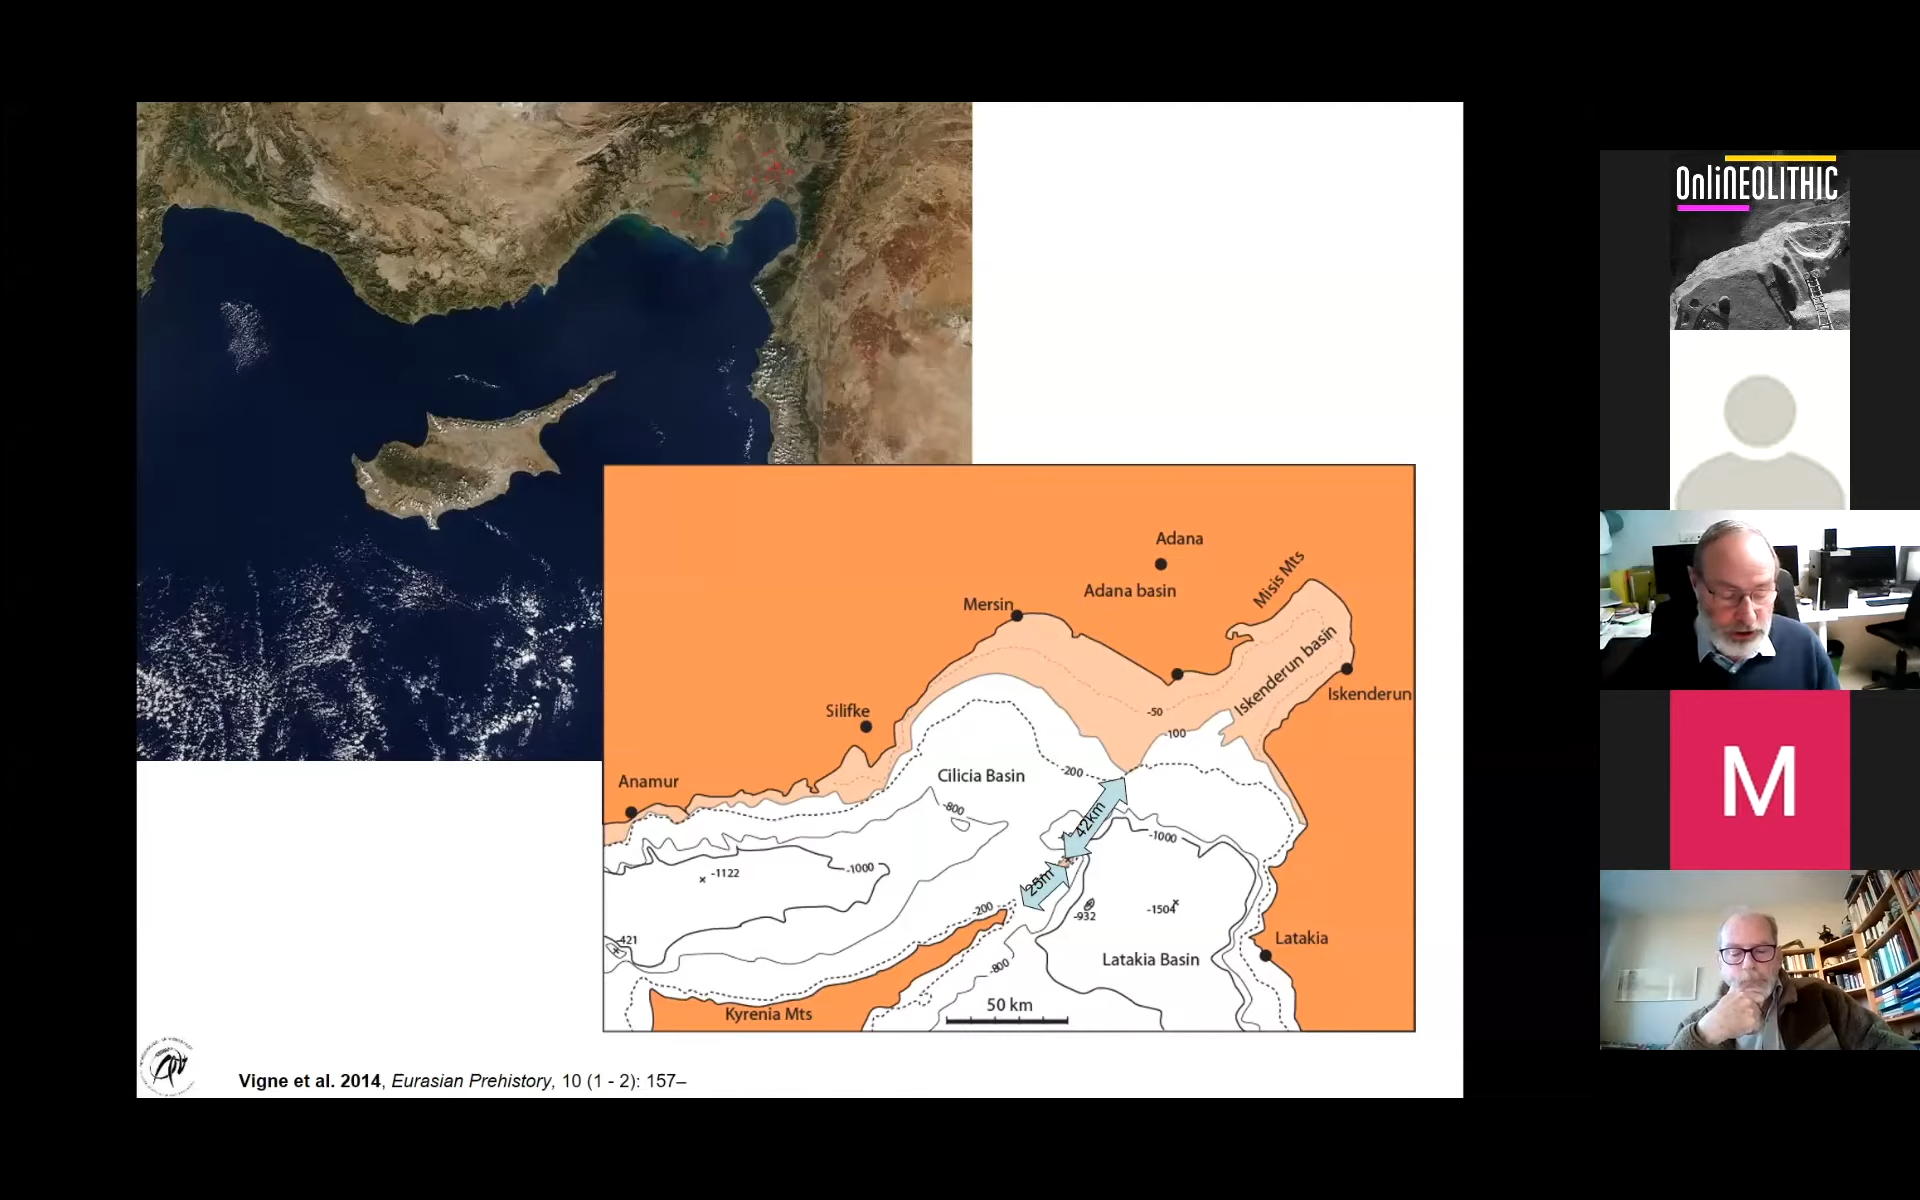 OnliNEOLITHIC
Adana
Adana basin
Misis Mts
Mersin
Iskenderun basin
Iskenderun
Silifke
-50
-100
Anamur
Cilicia Basin
-200
-800
42km
-1000
-1122
-1000
25m
-200
-932
-1504
-421
Latakia
-800
Latakia Basin
Kyrenia Mts
50 km
M
Vigne et al. 2014, Eurasian Prehistory, 10 (1 - 2): 157–